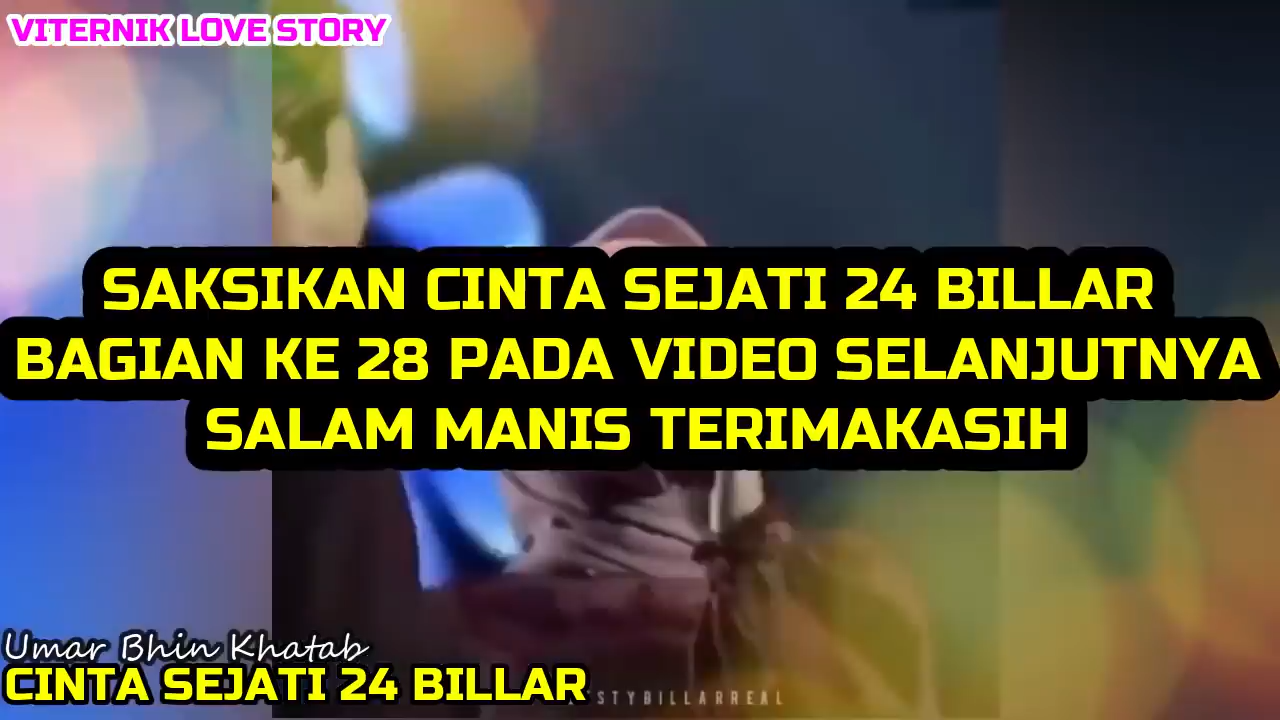 VITERNIK LOVE STORY
SAKSIKAN CINTA SEJATI 24 BILLAR
BAGIAN KE 28 PADA VIDEO SELANJUTNYA
SALAM MANIS TERIMAKASIH
Umar Bhin Khatab
CINTA SEJATI 24 BILLAR